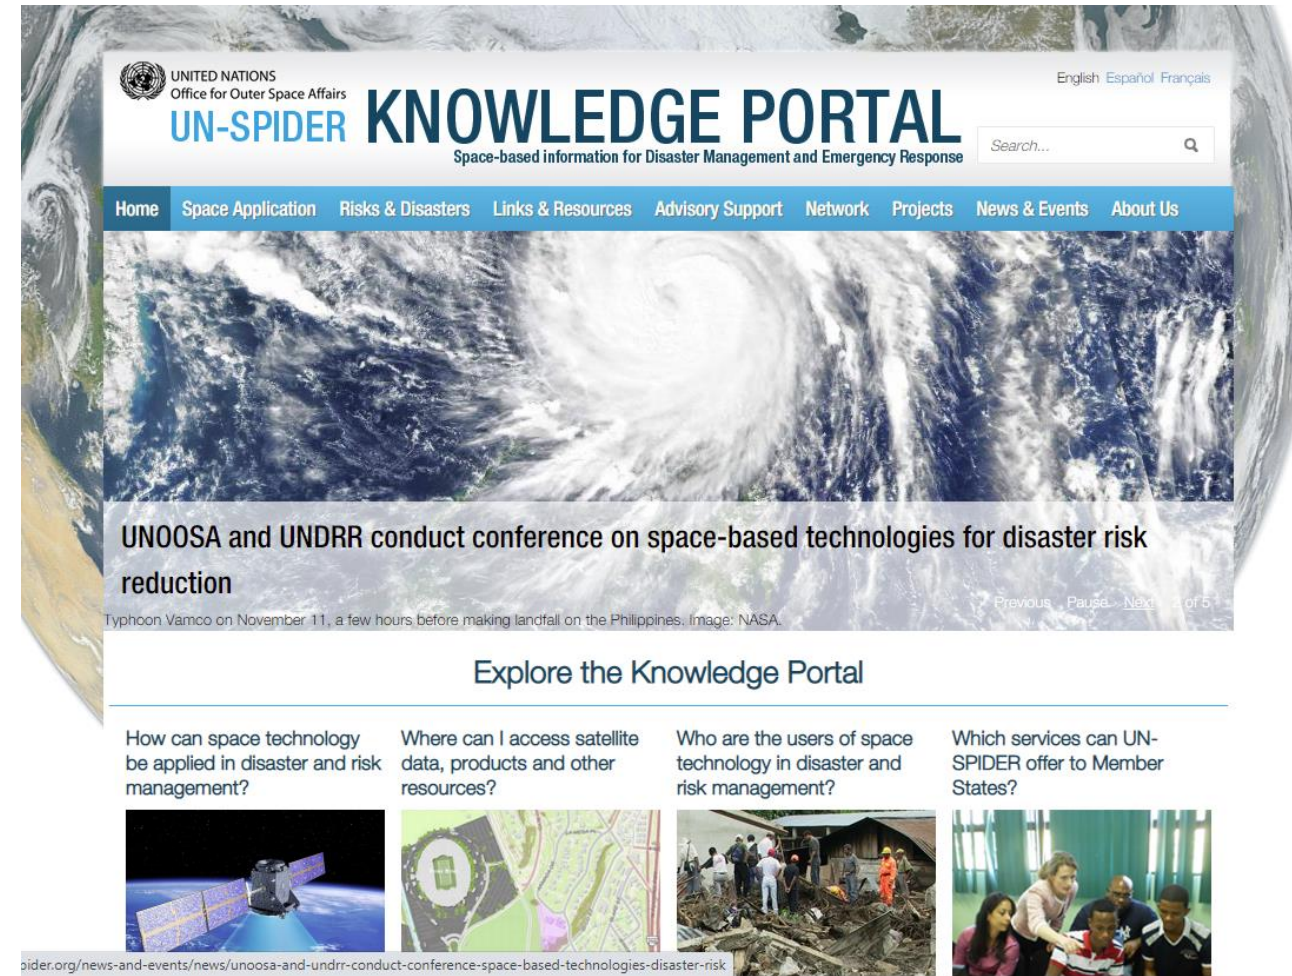 UNITED NATIONS
Office for Outer Space Affairs
UN-SPIDER
KNOWLEDGE PORTAL
Space-based information for Disaster Management and Emergency Response
English Español Français
Search...
Home Space Application Risks & Disasters Links & Resources Advisory Support Network Projects News & Events About Us
UNOOSA and UNDRR conduct conference on space-based technologies for disaster risk
reduction
Previous Pause Next 2 of 5
Typhoon Vamco on November 11, a few hours before making landfall on the Philippines. Image: NASA.
Explore the Knowledge Portal
How can space technology
be applied in disaster and risk
management?
Where can I access satellite
data, products and other
resources?
Who are the users of space
technology in disaster and
risk management?
Which services can UN-
SPIDER offer to Member
States?
pider.org/news-and-events/news/unoosa-and-undrr-conduct-conference-space-based-technologies-disaster-risk